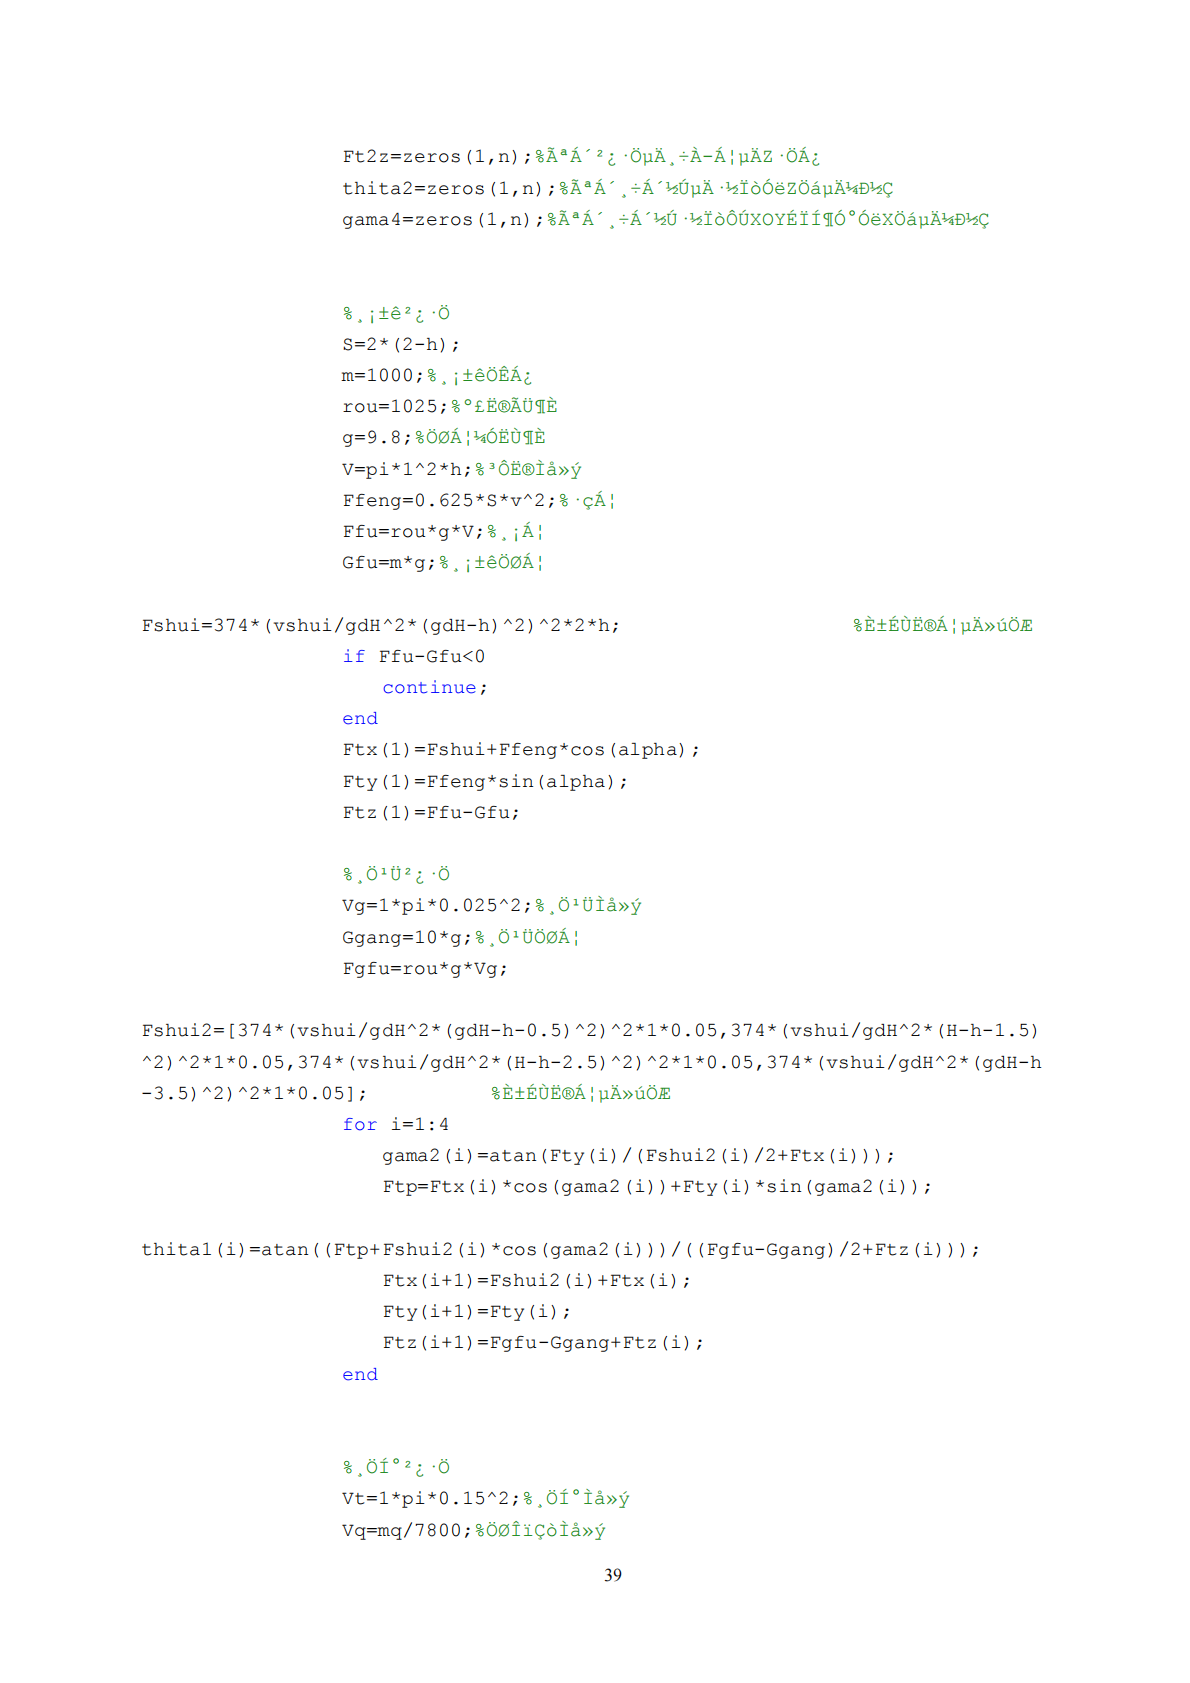 Ft2z=zeros(1,n);%ÃªÁ´²¿·ÖµÄ¸÷À-Á¦µÄZ·ÖÁ¿
thita2=zeros(1,n);%ÃªÁ´¸÷Á´½ÚµÄ·½ÏòÓëZÖáµÄ¼Ð½Ç
gama4=zeros(1,n);%ÃªÁ´¸÷Á´½Ú·½ÏòÔÚXOYÉÏÍ¶Ó°ÓëXÖáµÄ¼Ð½Ç
%¸¡±ê²¿·Ö
S=2*(2-h);
m=1000;%¸¡±êÖÊÁ¿
rou=1025;%º£Ë®ÃÜ¶È
g=9.8;%ÖØÁ¦¼ÓËÙ¶È
V=pi*1^2*h;%³ÔË®Ìå»ý
Ffeng=0.625*S*v^2;%·çÁ¦
Ffu=rou*g*V;%¸¡Á¦
Gfu=m*g;%¸¡±êÖØÁ¦
Fshui=374*(vshui/gdH^2*(gdH-h)^2)^2*2*h; %È±ÉÙË®Á¦µÄ»úÖÆ
if Ffu-Gfu<0
continue;
end
Ftx(1)=Fshui+Ffeng*cos(alpha);
Fty(1)=Ffeng*sin(alpha);
Ftz(1)=Ffu-Gfu;
%¸Ö¹Ü²¿·Ö
Vg=1*pi*0.025^2;%¸Ö¹ÜÌå»ý
Ggang=10*g;%¸Ö¹ÜÖØÁ¦
Fgfu=rou*g*Vg;
Fshui2=[374*(vshui/gdH^2*(gdH-h-0.5)^2)^2*1*0.05,374*(vshui/gdH^2*(H-h-1.5)
^2)^2*1*0.05,374*(vshui/gdH^2*(H-h-2.5)^2)^2*1*0.05,374*(vshui/gdH^2*(gdH-h
-3.5)^2)^2*1*0.05]; %È±ÉÙË®Á¦µÄ»úÖÆ
for i=1:4
gama2(i)=atan(Fty(i)/(Fshui2(i)/2+Ftx(i)));
Ftp=Ftx(i)*cos(gama2(i))+Fty(i)*sin(gama2(i));
thita1(i)=atan((Ftp+Fshui2(i)*cos(gama2(i)))/((Fgfu-Ggang)/2+Ftz(i)));
Ftx(i+1)=Fshui2(i)+Ftx(i);
Fty(i+1)=Fty(i);
Ftz(i+1)=Fgfu-Ggang+Ftz(i);
end
%¸ÖÍ°²¿·Ö
Vt=1*pi*0.15^2;%¸ÖÍ°Ìå»ý
Vq=mq/7800;%ÖØÎïÇòÌå»ý
39